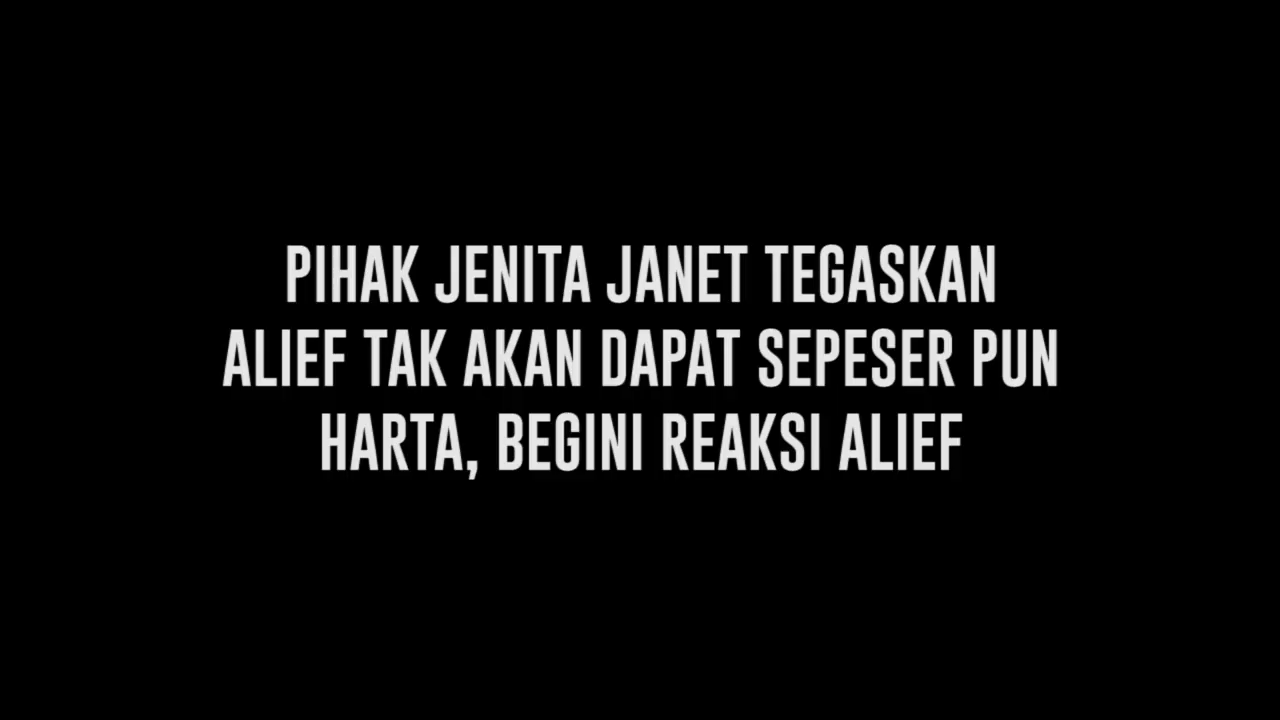 PIHAK JENITA JANET TEGASKAN
ALIEF TAK AKAN DAPAT SEPESER PUN
HARTA, BEGINI REAKSI ALIEF